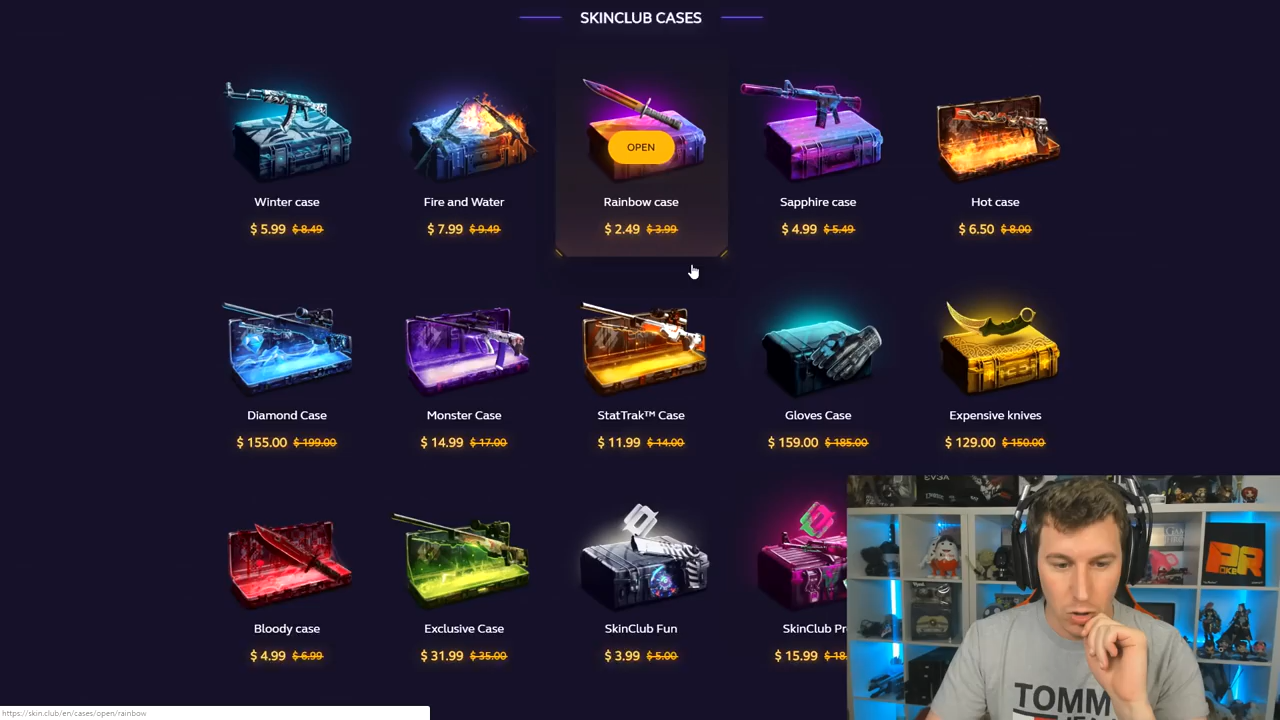 SKINCLUB CASES
OPEN
Winter case
Fire and Water
Rainbow case
Sapphire case
Hot case
$ 5.99 $ 8.49
$ 7.99 $ 9.49
$ 2.49 $ 3.99
$ 4.99 $ 5.49
$ 6.50 $ 8.00
Diamond Case
Monster Case
StatTrak™ Case
Gloves Case
Expensive knives
$ 155.00 $ 199.00
$ 14.99 $ 17.00
$ 11.99 $ 14.00
$ 159.00 $ 185.00
$ 129.00 $ 150.00
Bloody case
Exclusive Case
SkinClub Fun
SkinClub Pr
$ 4.99 $ 6.99
$ 31.99 $ 35.00
$ 3.99 $ 5.00
$ 15.99 $ 18.
EVGA
TOMM
https://skin.club/en/cases/open/rainbow